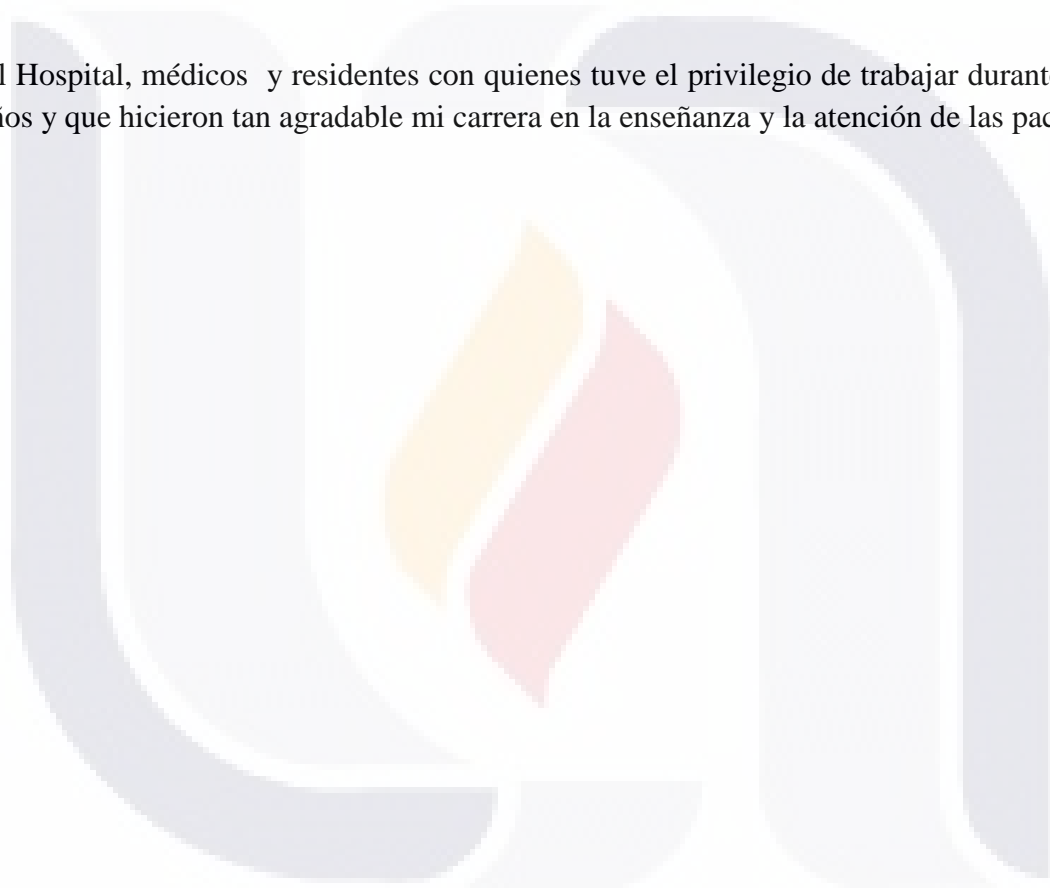 l Hospital, médicos y residentes con quienes tuve el privilegio de trabajar durante
ños y que hicieron tan agradable mi carrera en la enseñanza y la atención de las pac